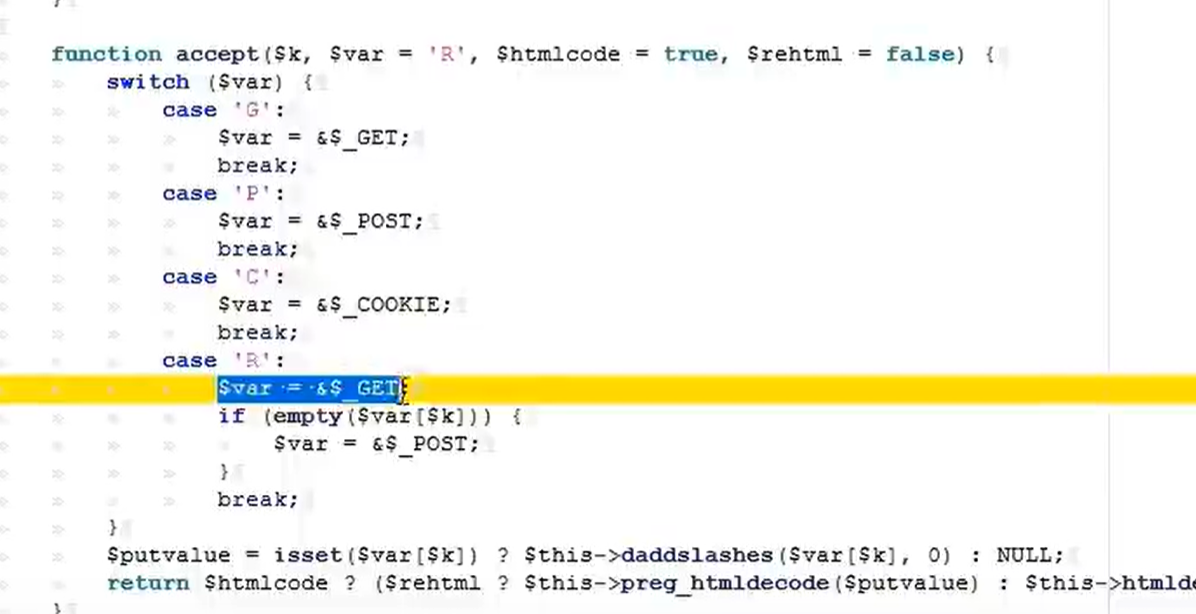 function accept($k, $var = 'R', $htmlcode = true, $rehtml = false) {
switch ($var) {
case 'G':
$var = &$_GET;
break;
case 'P':
$var = &$_POST;
break;
case 'C':
$var = &$_COOKIE;
break;
case 'R':
$var = &$_GET;
if (empty($var[$k])) {
$var = &$_POST;
}
break;
}
$putvalue = isset($var[$k]) ? $this->daddslashes($var[$k], 0) : NULL;
return $htmlcode ? ($rehtml ? $this->preg_htmldecode($putvalue) : $this->htmlde
}